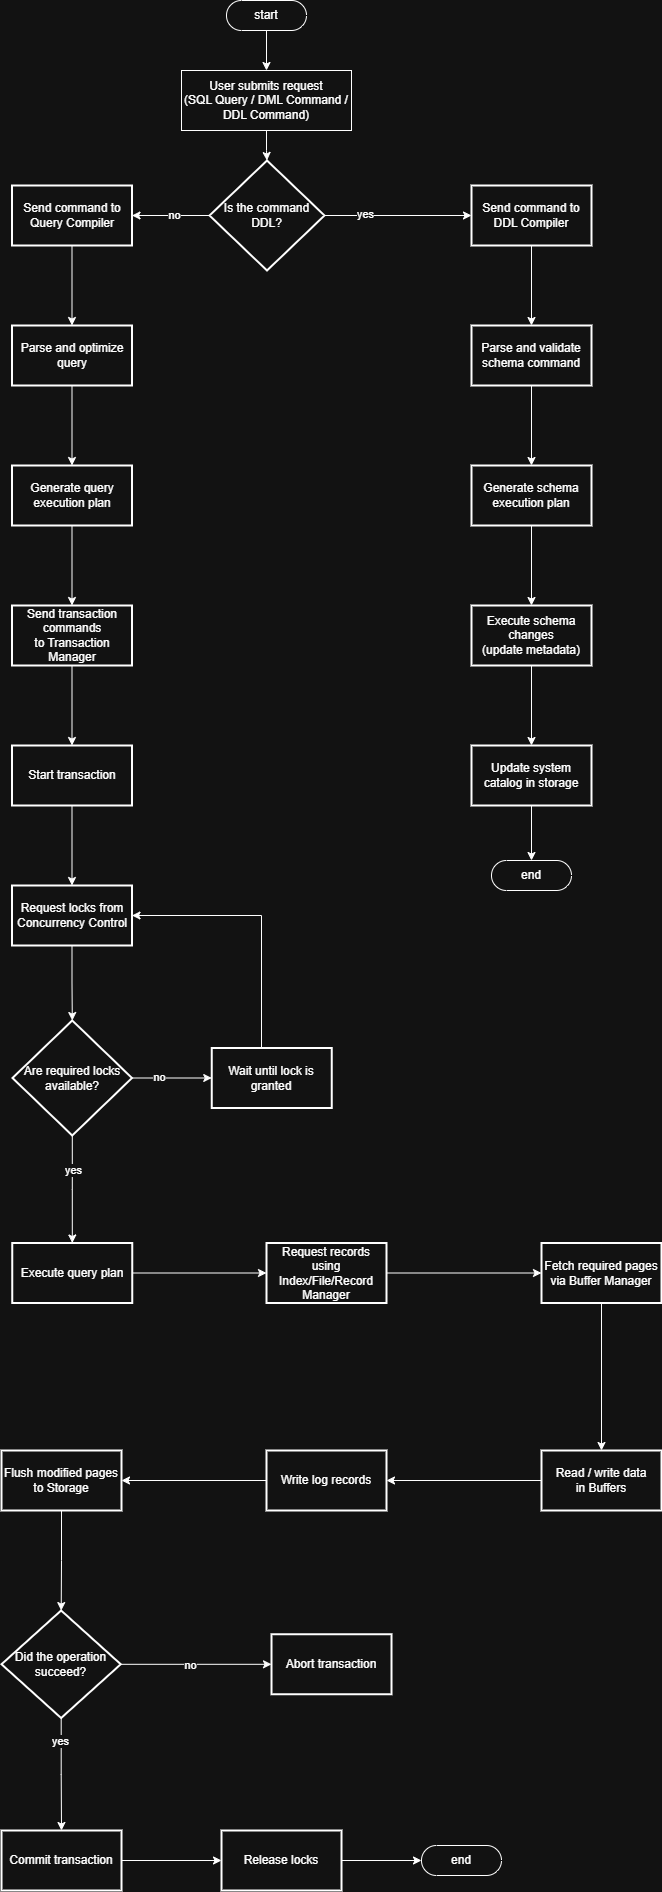 start
User submits request
(SQL Query / DML Command /
DDL Command)
Is the command
DDL?
no
yes
Send command to
Query Compiler
Send command to
DDL Compiler
Parse and optimize
query
Parse and validate
schema command
Generate query
execution plan
Generate schema
execution plan
Send transaction
commands
to Transaction
Manager
Execute schema
changes
(update metadata)
Start transaction
Update system
catalog in storage
end
Request locks from
Concurrency Control
Are required locks
available?
no
Wait until lock is
granted
yes
Execute query plan
Request records
using
Index/File/Record
Manager
Fetch required pages
via Buffer Manager
Read / write data
in Buffers
Write log records
Flush modified pages
to Storage
Did the operation
succeed?
no
Abort transaction
yes
Commit transaction
Release locks
end